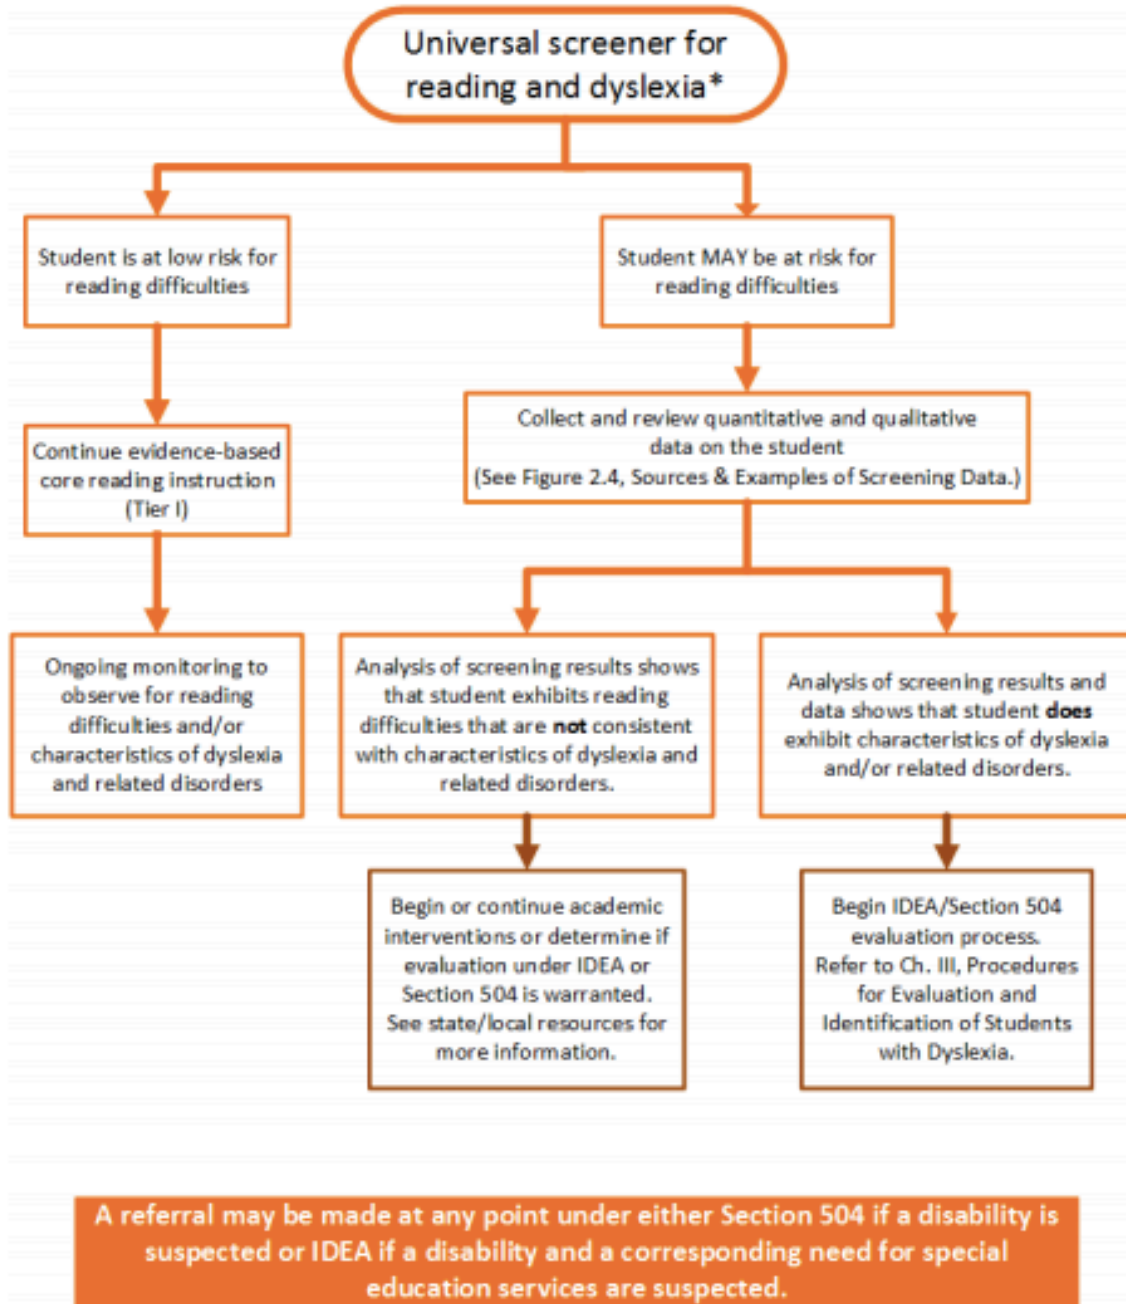 Universal screener for
reading and dyslexia*
Student is at low risk for
reading difficulties
Student MAY be at risk for
reading difficulties
Continue evidence-based
core reading instruction
(Tier I)
Collect and review quantitative and qualitative
data on the student
(See Figure 2.4, Sources & Examples of Screening Data.)
Ongoing monitoring to
observe for reading
difficulties and/or
characteristics of dyslexia
and related disorders
Analysis of screening results shows
that student exhibits reading
difficulties that are not consistent
with characteristics of dyslexia and
related disorders.
Analysis of screening results and
data shows that student does
exhibit characteristics of dyslexia
and/or related disorders.
Begin or continue academic
interventions or determine if
evaluation under IDEA or
Section 504 is warranted.
See state/local resources for
more information.
Begin IDEA/Section 504
evaluation process.
Refer to Ch. III, Procedures
for Evaluation and
Identification of Students
with Dyslexia.
A referral may be made at any point under either Section 504 if a disability is
suspected or IDEA if a disability and a corresponding need for special
education services are suspected.